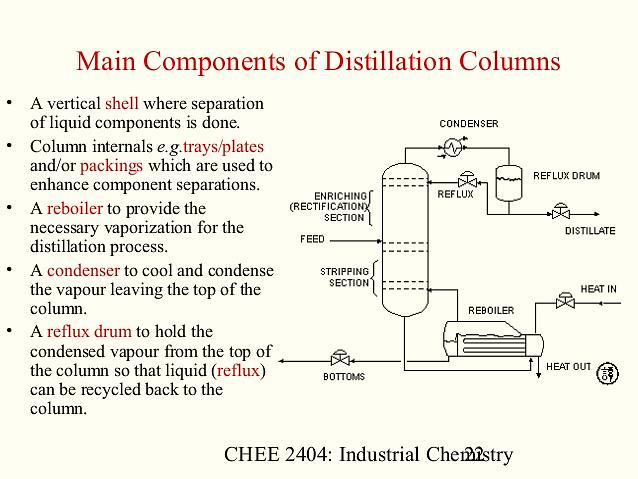 Main Components of Distillation Columns
• A vertical shell where separation
of liquid components is done.
• Column internals e.g.trays/plates
and/or packings which are used to
enhance component separations.
• A reboiler to provide the
necessary vaporization for the
distillation process.
• A condenser to cool and condense
the vapour leaving the top of the
column.
• A reflux drum to hold the
condensed vapour from the top of
the column so that liquid (reflux)
can be recycled back to the
column.
CONDENSER
REFLUX DRUM
ENRICHING
(RECTIFICATION)
SECTION
REFLUX
DISTILLATE
FEED
STRIPPING
SECTION
HEAT IN
REBOILER
HEAT OUT
BOTTOMS
CHEE 2404: Industrial Chemistry
22